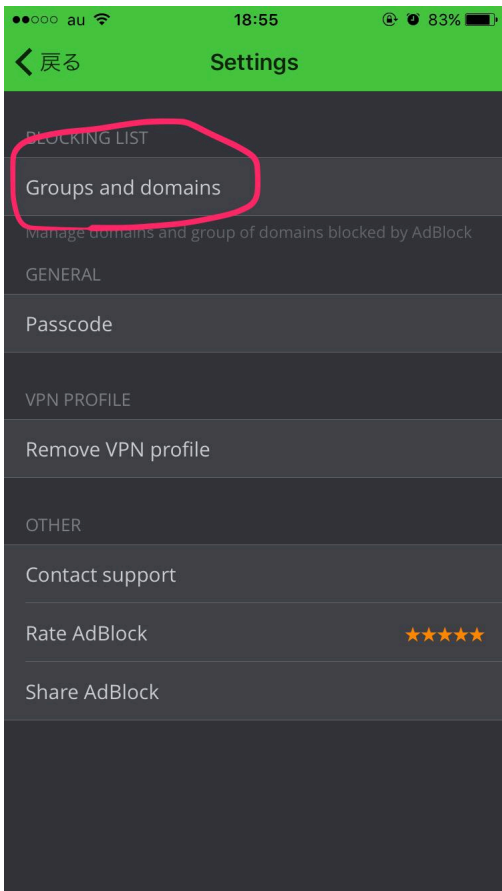 au 18:55 83%
戻る Settings
BLOCKING LIST
Groups and domains
Manage domains and group of domains blocked by AdBlock
GENERAL
Passcode
VPN PROFILE
Remove VPN profile
OTHER
Contact support
Rate AdBlock ★★★★★
Share AdBlock